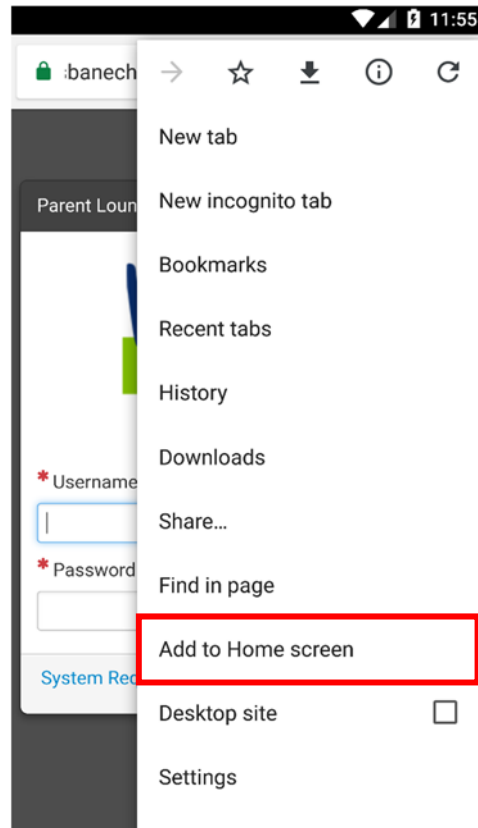 11:55
:banech
New tab
New incognito tab
Parent Loun
Bookmarks
Recent tabs
History
Downloads
* Username
Share...
* Password
Find in page
Add to Home screen
System Rec
Desktop site
Settings